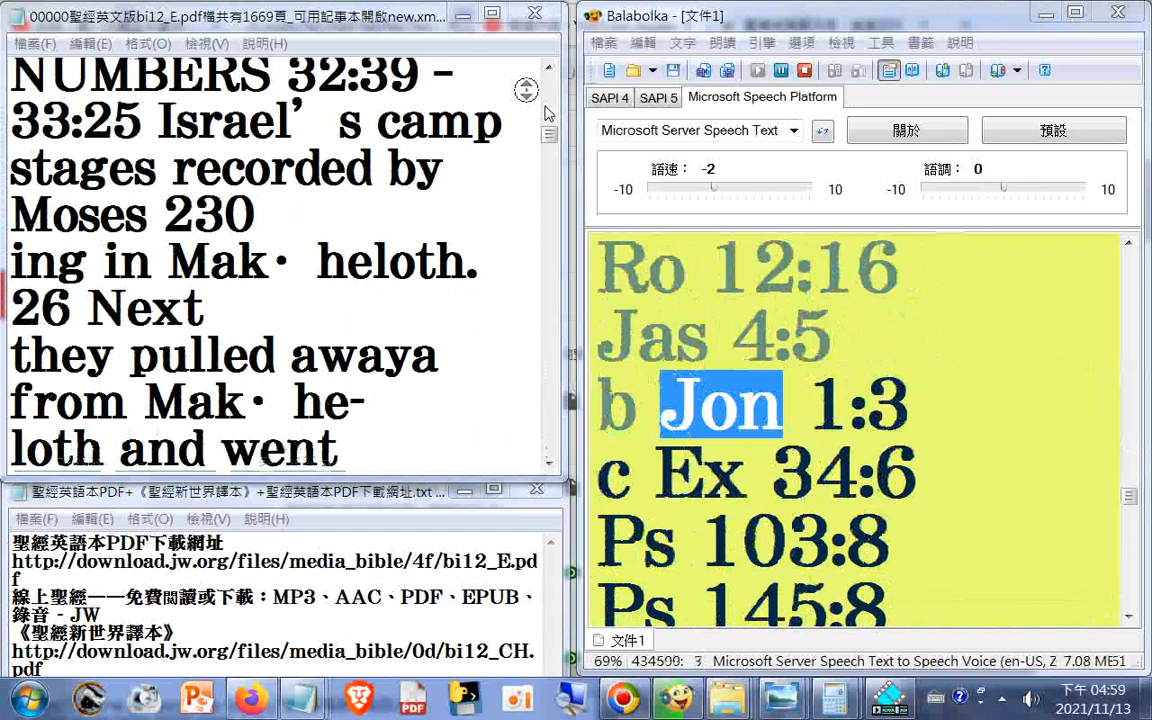 00000聖經英文版bi12_E.pdf檔共有1669頁_可用記事本開啟new.xm...
檔案(F) 編輯(E) 格式(O) 檢視(V) 說明(H)
NUMBERS 32:39 –
33:25 Israel’s camp
stages recorded by
Moses 230
ing in Mak· heloth.
26 Next
they pulled awaya
from Mak· he-
loth and went
聖經英語本PDF+《聖經新世界譯本》+聖經英語本PDF下載網址.txt ...
檔案(F) 編輯(E) 格式(O) 檢視(V) 說明(H)
聖經英語本PDF下載網址
http://download.jw.org/files/media_bible/4f/bi12_E.pd
f
線上聖經——免費閱讀或下載：MP3、AAC、PDF、EPUB、
錄音 - JW
《聖經新世界譯本》
http://download.jw.org/files/media_bible/0d/bi12_CH.
pdf
Balabolka - [文件1]
檔案 編輯 文字 朗讀 引擎 選項 檢視 工具 書籤 說明
SAPI 4 SAPI 5 Microsoft Speech Platform
Microsoft Server Speech Text 關於 預設
語速： -2 語調： 0
-10 10 -10 10
Ro 12:16
Jas 4:5
b Jon 1:3
c Ex 34:6
Ps 103:8
Ps 145:8
文件1
69% Microsoft Server Speech Text to Speech Voice (en-US, Z 7.08 ME
PDF
下午 04:59
2021/11/13